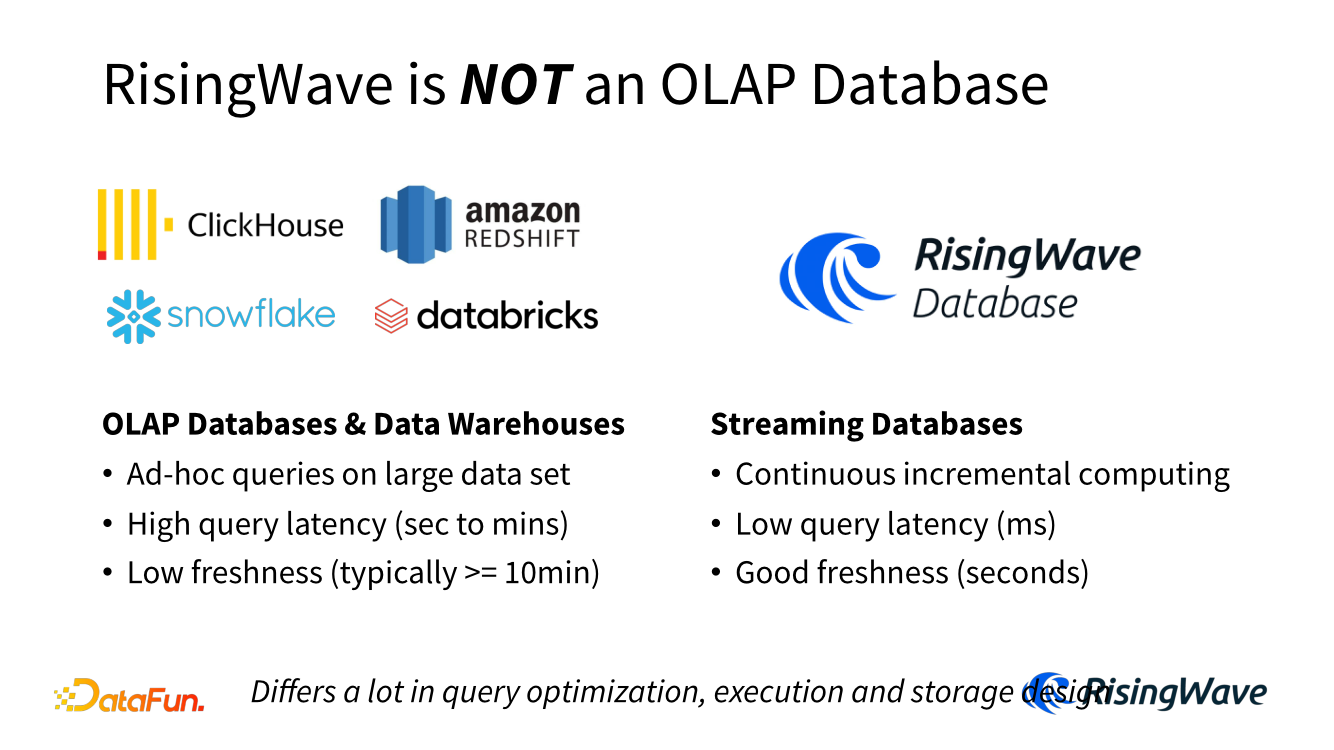 RisingWave is NOT an OLAP Database
ClickHouse
amazon
REDSHIFT
snowflake
databricks
RisingWave
Database
OLAP Databases & Data Warehouses
• Ad-hoc queries on large data set
• High query latency (sec to mins)
• Low freshness (typically >= 10min)
Streaming Databases
• Continuous incremental computing
• Low query latency (ms)
• Good freshness (seconds)
DataFun.
Differs a lot in query optimization, execution and storage design
RisingWave